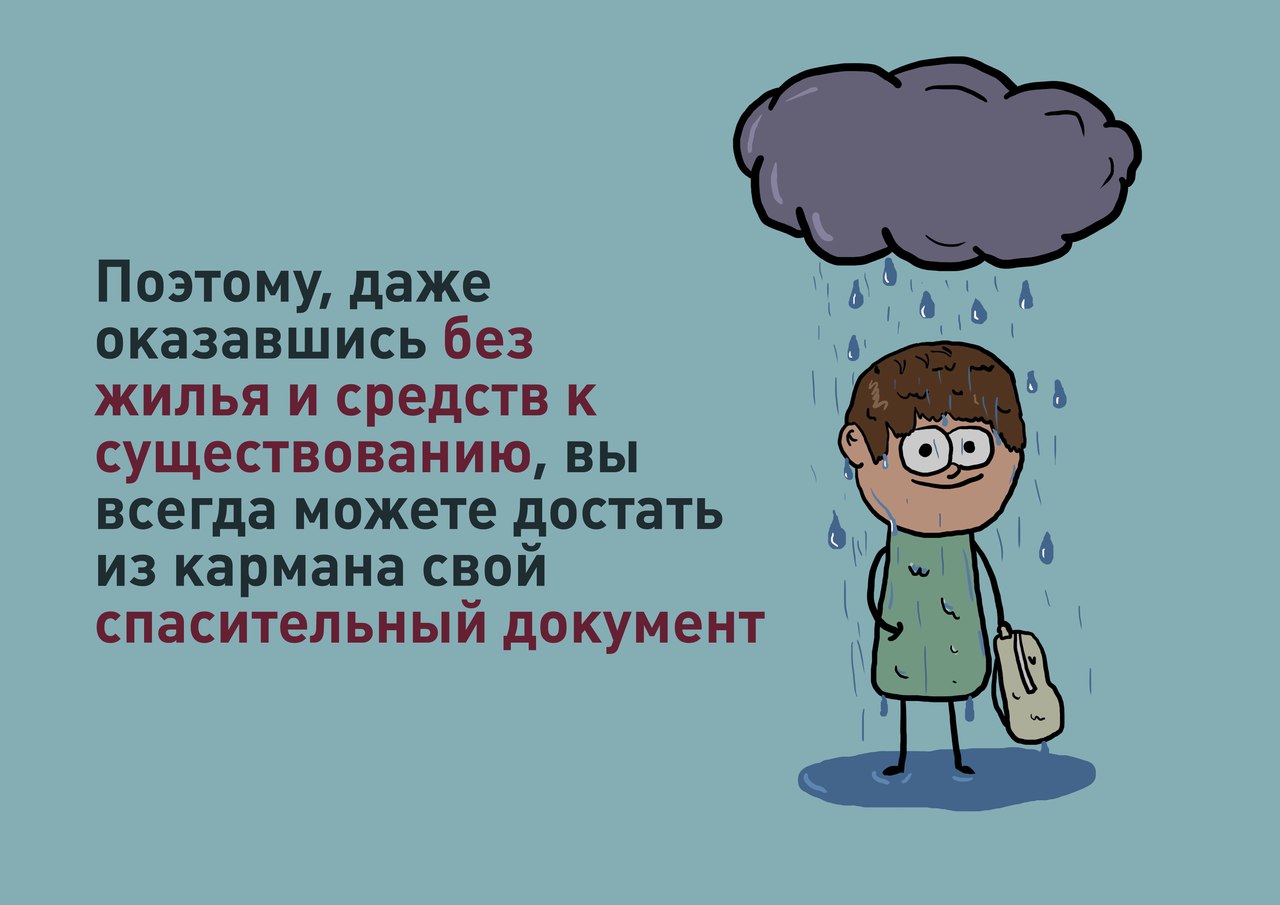 Поэтому, даже
оказавшись без
жилья и средств к
существованию, вы
всегда можете достать
из кармана свой
спасительный документ